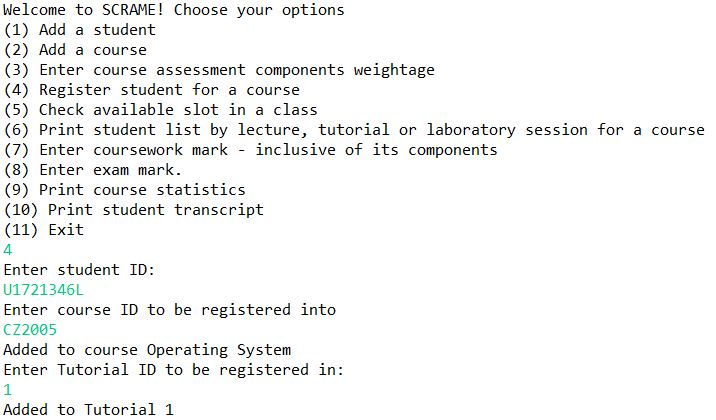 Welcome to SCRAME! Choose your options
(1) Add a student
(2) Add a course
(3) Enter course assessment components weightage
(4) Register student for a course
(5) Check available slot in a class
(6) Print student list by lecture, tutorial or laboratory session for a course
(7) Enter coursework mark - inclusive of its components
(8) Enter exam mark.
(9) Print course statistics
(10) Print student transcript
(11) Exit
4
Enter student ID:
U1721346L
Enter course ID to be registered into
CZ2005
Added to course Operating System
Enter Tutorial ID to be registered in:
1
Added to Tutorial 1